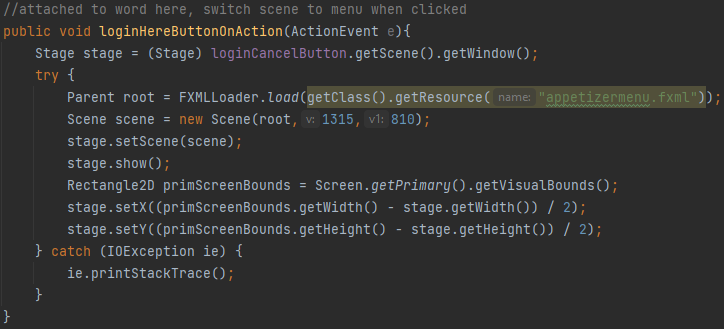 //attached to word here, switch scene to menu when clicked
public void loginHereButtonOnAction(ActionEvent e){
Stage stage = (Stage) loginCancelButton.getScene().getWindow();
try {
Parent root = FXMLLoader.load(getClass().getResource( name: "appetizermenu.fxml"));
Scene scene = new Scene(root, v: 1315, v1: 810);
stage.setScene(scene);
stage.show();
Rectangle2D primScreenBounds = Screen.getPrimary().getVisualBounds();
stage.setX((primScreenBounds.getWidth() - stage.getWidth()) / 2);
stage.setY((primScreenBounds.getHeight() - stage.getHeight()) / 2);
} catch (IOException ie) {
ie.printStackTrace();
}
}